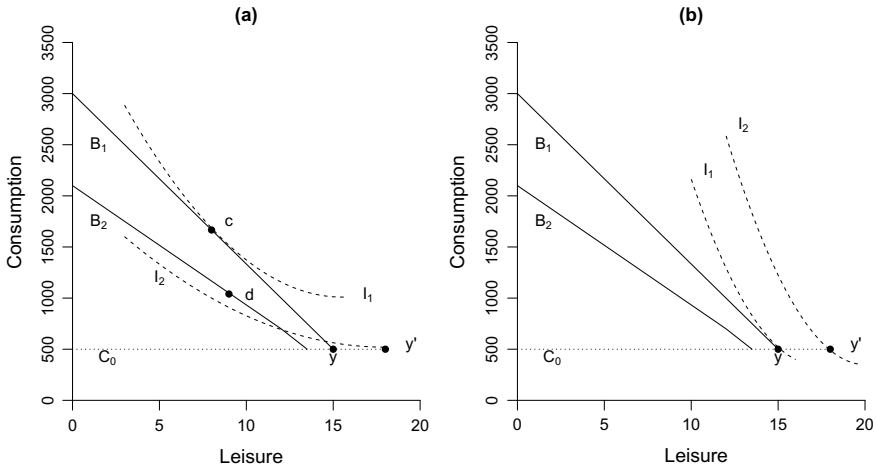 (a)
Consumption
0 500 1000 1500 2000 2500 3000 3500
B₁
B₂
I₂
c
d
I₁
C₀
y
y'
0 5 10 15 20
Leisure
(b)
Consumption
0 500 1000 1500 2000 2500 3000 3500
B₁
B₂
I₁
I₂
C₀
y
y'
0 5 10 15 20
Leisure